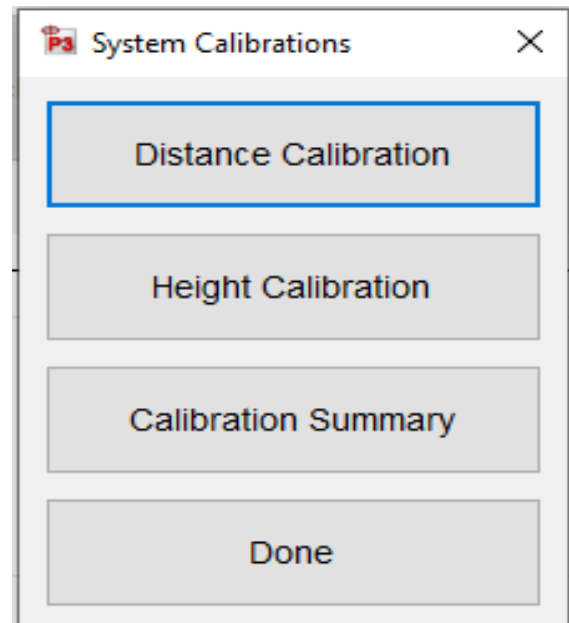 P3 System Calibrations
Distance Calibration
Height Calibration
Calibration Summary
Done